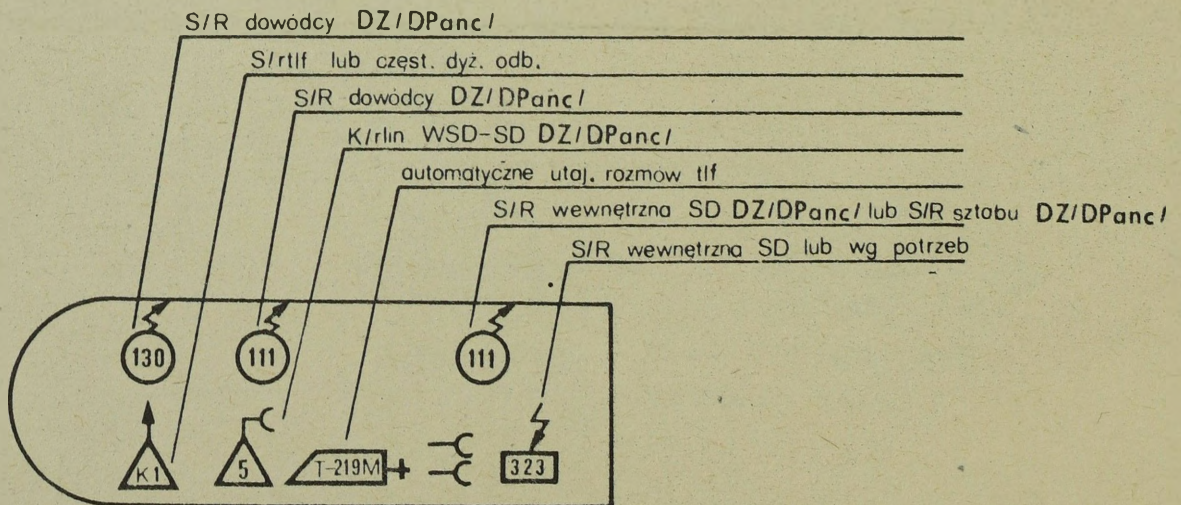 S/R dowódcy DZ/DPanc/
S/rtlf lub częst. dyż. odb.
S/R dowódcy DZ/DPanc/
K/rlin WSD-SD DZ/DPanc/
automatyczne utaj. rozmów tlf
S/R wewnętrzna SD DZ/DPanc/ lub S/R sztabu DZ/DPanc/
S/R wewnętrzna SD lub wg potrzeb
130 111 111
K1 5 T-219M 323